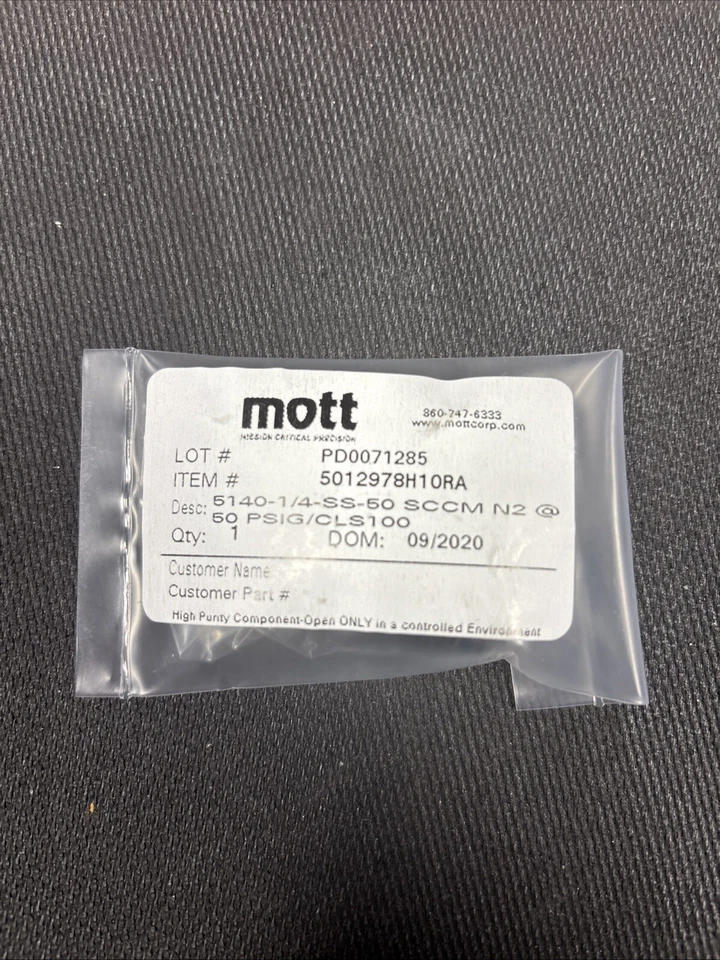 mott
MISSION CRITICAL PRECISION
860-747-6333
www.mottcorp.com
LOT # PD0071285
ITEM # 5012978H10RA
Desc: 5140-1/4-SS-50 SCCM N2 @
50 PSIG/CLS100
Qty: 1 DOM: 09/2020
Customer Name
Customer Part #
High Purity Component-Open ONLY in a controlled Environment